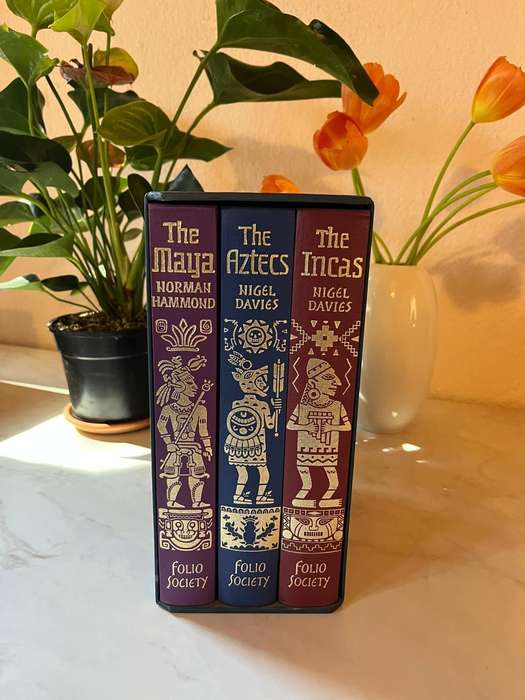 The
Maya
NORMAN
HAMMOND
FOLIO
SOCIETY
The
Aztecs
NIGEL
DAVIES
FOLIO
SOCIETY
The
Incas
NIGEL
DAVIES
FOLIO
SOCIETY